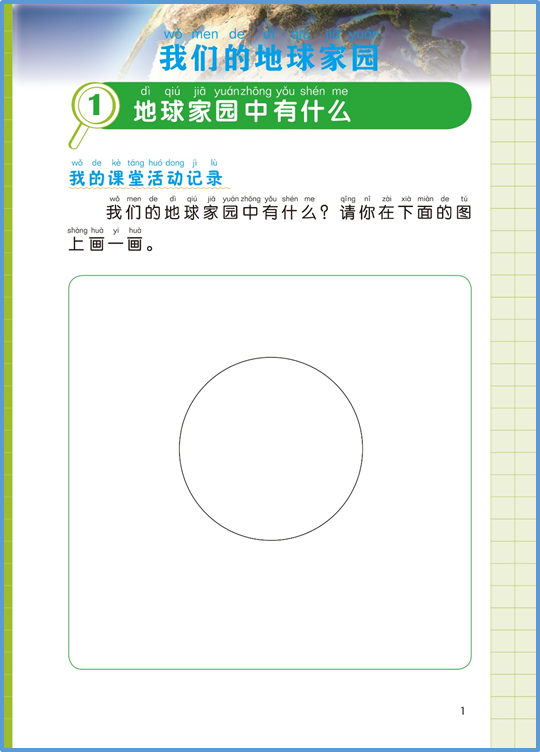 wǒ men de dì qiú jiā yuán
我们的地球家园
dì qiú jiā yuánzhōng yǒu shén me
1 地球家园中有什么
wǒ de kè táng huó dong jì lù
我的课堂活动记录
wǒ men de dì qiú jiā yuánzhōng yǒu shén me qǐng nǐ zài xià miàn de tú
我们的地球家园中有什么？请你在下面的图
shàng huà yi huà
上画一画。
1